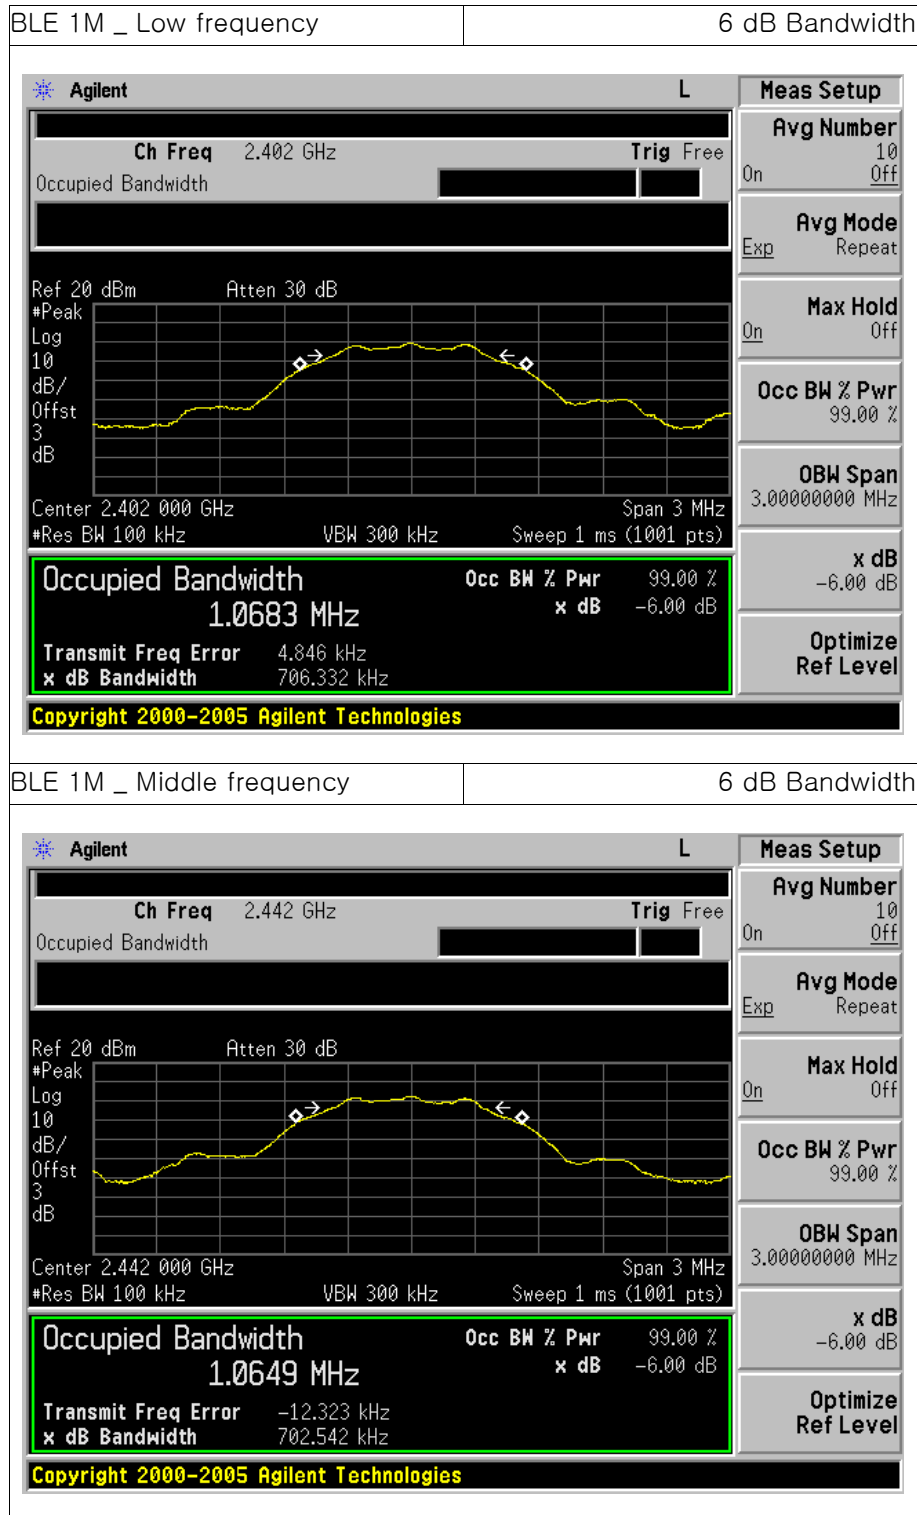 BLE 1M _ Low frequency 6 dB Bandwidth
Agilent L Meas Setup
Avg Number
10
On Off
Ch Freq 2.402 GHz Trig Free
Occupied Bandwidth
Avg Mode
Exp Repeat
Ref 20 dBm Atten 30 dB
#Peak
Log
10
dB/
Offst
3
dB
Max Hold
On Off
Occ BW % Pwr
99.00 %
OBW Span
3.00000000 MHz
Center 2.402 000 GHz Span 3 MHz
#Res BW 100 kHz VBW 300 kHz Sweep 1 ms (1001 pts)
x dB
-6.00 dB
Occupied Bandwidth Occ BW % Pwr 99.00 %
1.0683 MHz x dB -6.00 dB
Transmit Freq Error 4.846 kHz
x dB Bandwidth 706.332 kHz
Optimize
Ref Level
Copyright 2000-2005 Agilent Technologies
BLE 1M _ Middle frequency 6 dB Bandwidth
Agilent L Meas Setup
Avg Number
10
On Off
Ch Freq 2.442 GHz Trig Free
Occupied Bandwidth
Avg Mode
Exp Repeat
Ref 20 dBm Atten 30 dB
#Peak
Log
10
dB/
Offst
3
dB
Max Hold
On Off
Occ BW % Pwr
99.00 %
OBW Span
3.00000000 MHz
Center 2.442 000 GHz Span 3 MHz
#Res BW 100 kHz VBW 300 kHz Sweep 1 ms (1001 pts)
x dB
-6.00 dB
Occupied Bandwidth Occ BW % Pwr 99.00 %
1.0649 MHz x dB -6.00 dB
Transmit Freq Error -12.323 kHz
x dB Bandwidth 702.542 kHz
Optimize
Ref Level
Copyright 2000-2005 Agilent Technologies